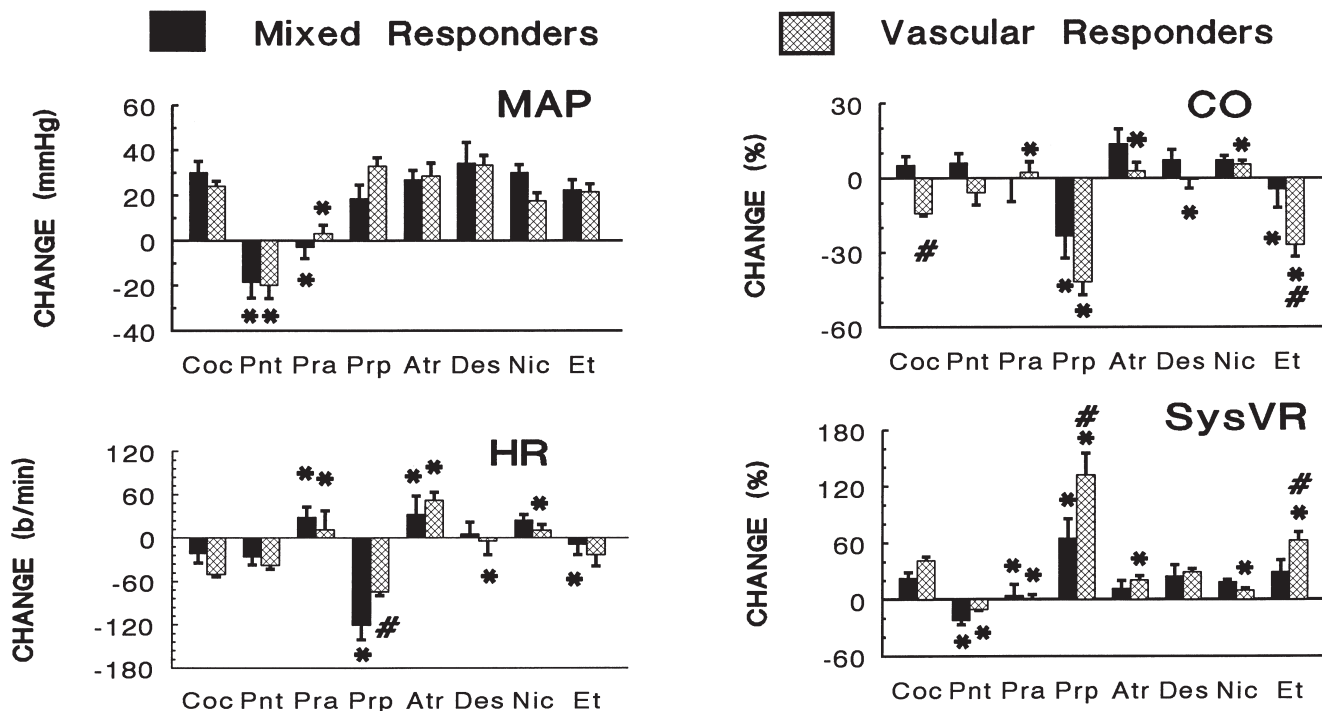 Mixed Responders
Vascular Responders
MAP
CHANGE (mmHg)
60
40
20
0
-20
-40
* * * *
Coc Pnt Pra Prp Atr Des Nic Et
CO
CHANGE (%)
30
0
-30
-60
# * * * * * * * * #
Coc Pnt Pra Prp Atr Des Nic Et
HR
CHANGE (b/min)
120
60
0
-60
-120
-180
* * * # * * * * *
Coc Pnt Pra Prp Atr Des Nic Et
SysVR
CHANGE (%)
180
120
60
0
-60
* * * * * # * * * # *
Coc Pnt Pra Prp Atr Des Nic Et